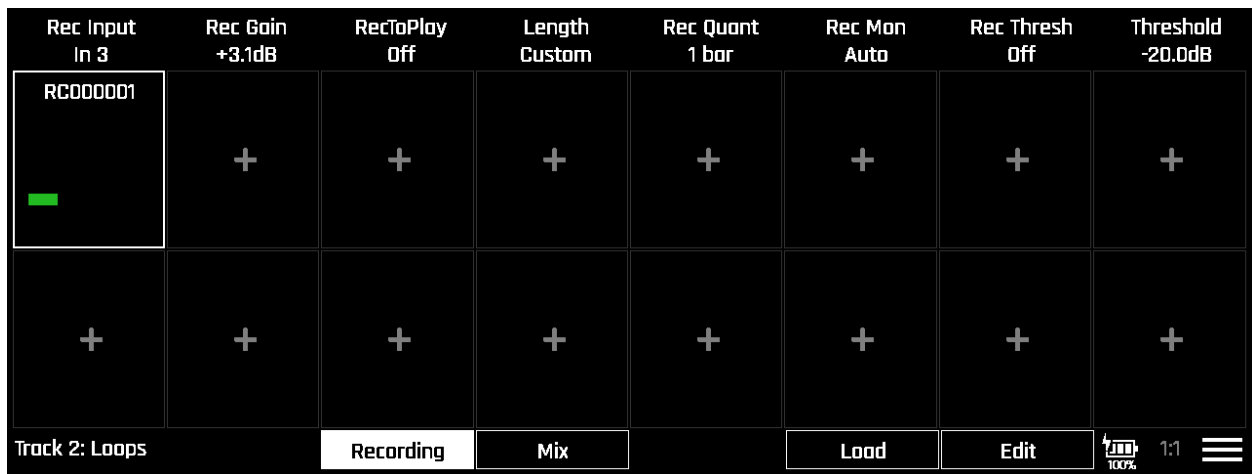 Rec Input Rec Gain RecToPlay Length Rec Quant Rec Mon Rec Thresh Threshold
In 3 +3.1dB Off Custom 1 bar Auto Off -20.0dB
RC000001
+ + + + + + +
+ + + + + + + +
Track 2: Loops Recording Mix Load Edit 100% 1:1